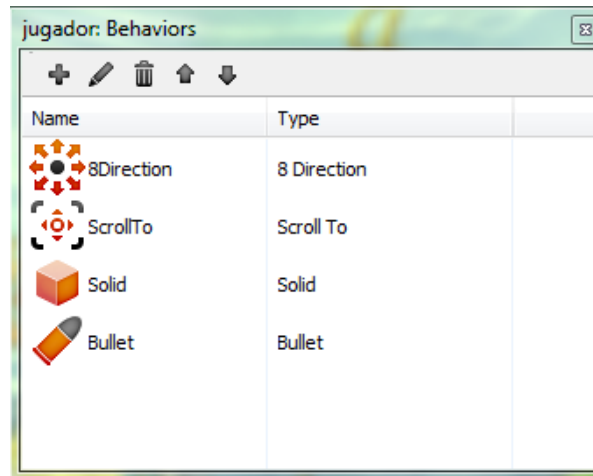 jugador: Behaviors
Name Type
8Direction 8 Direction
ScrollTo Scroll To
Solid Solid
Bullet Bullet